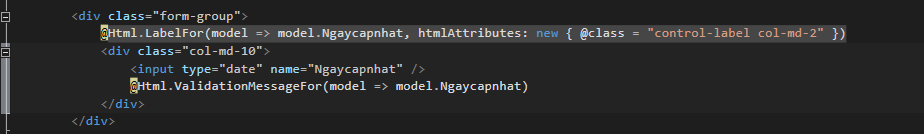 <div class="form-group">
@Html.LabelFor(model => model.Ngaycapnhat, htmlAttributes: new { @class = "control-label col-md-2" })
<div class="col-md-10">
<input type="date" name="Ngaycapnhat" />
@Html.ValidationMessageFor(model => model.Ngaycapnhat)
</div>
</div>